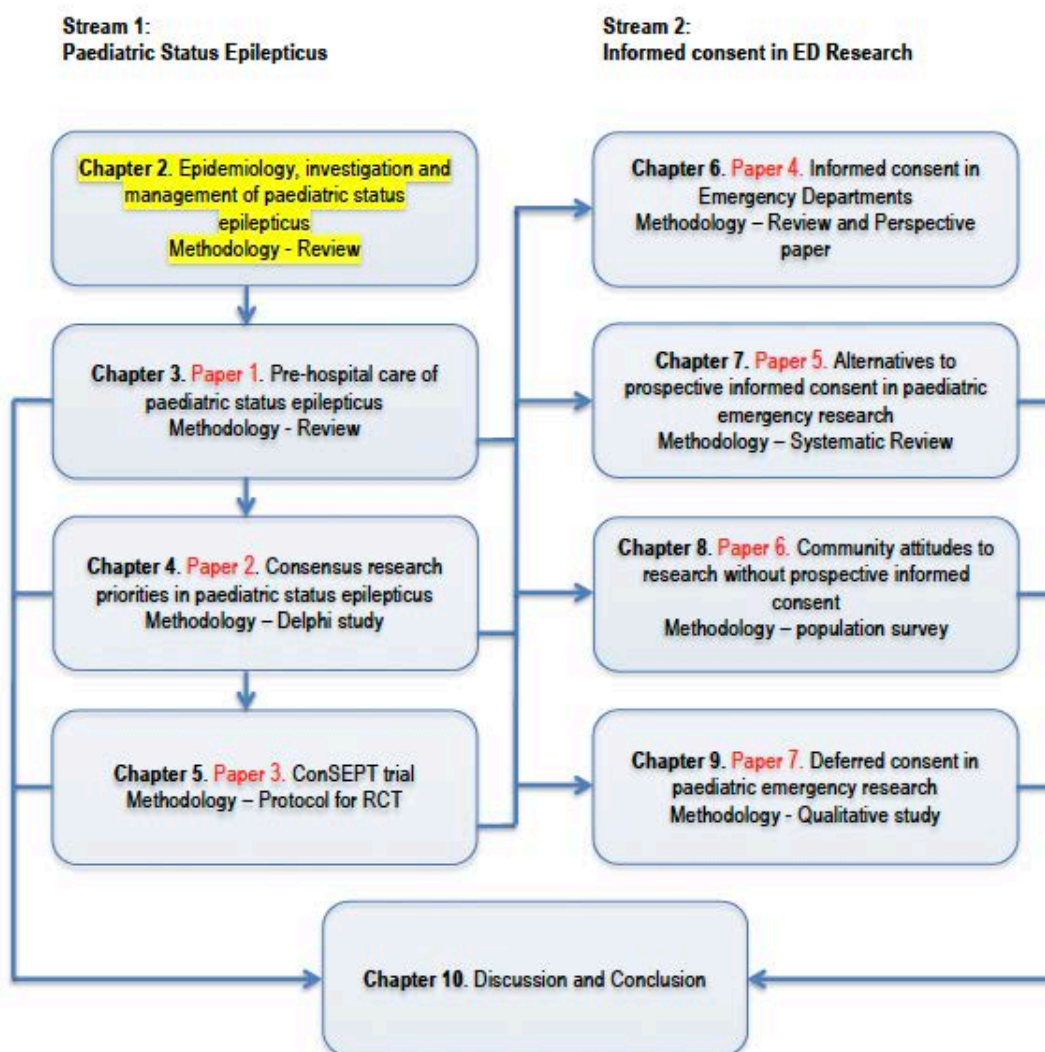 Stream 1:
Paediatric Status Epilepticus
Stream 2:
Informed consent in ED Research
Chapter 2. Epidemiology, investigation and
management of paediatric status
epilepticus
Methodology - Review
Chapter 3. Paper 1. Pre-hospital care of
paediatric status epilepticus
Methodology - Review
Chapter 4. Paper 2. Consensus research
priorities in paediatric status epilepticus
Methodology – Delphi study
Chapter 5. Paper 3. ConSEPT trial
Methodology – Protocol for RCT
Chapter 6. Paper 4. Informed consent in
Emergency Departments
Methodology – Review and Perspective
paper
Chapter 7. Paper 5. Alternatives to
prospective informed consent in paediatric
emergency research
Methodology – Systematic Review
Chapter 8. Paper 6. Community attitudes to
research without prospective informed
consent
Methodology – population survey
Chapter 9. Paper 7. Deferred consent in
paediatric emergency research
Methodology - Qualitative study
Chapter 10. Discussion and Conclusion